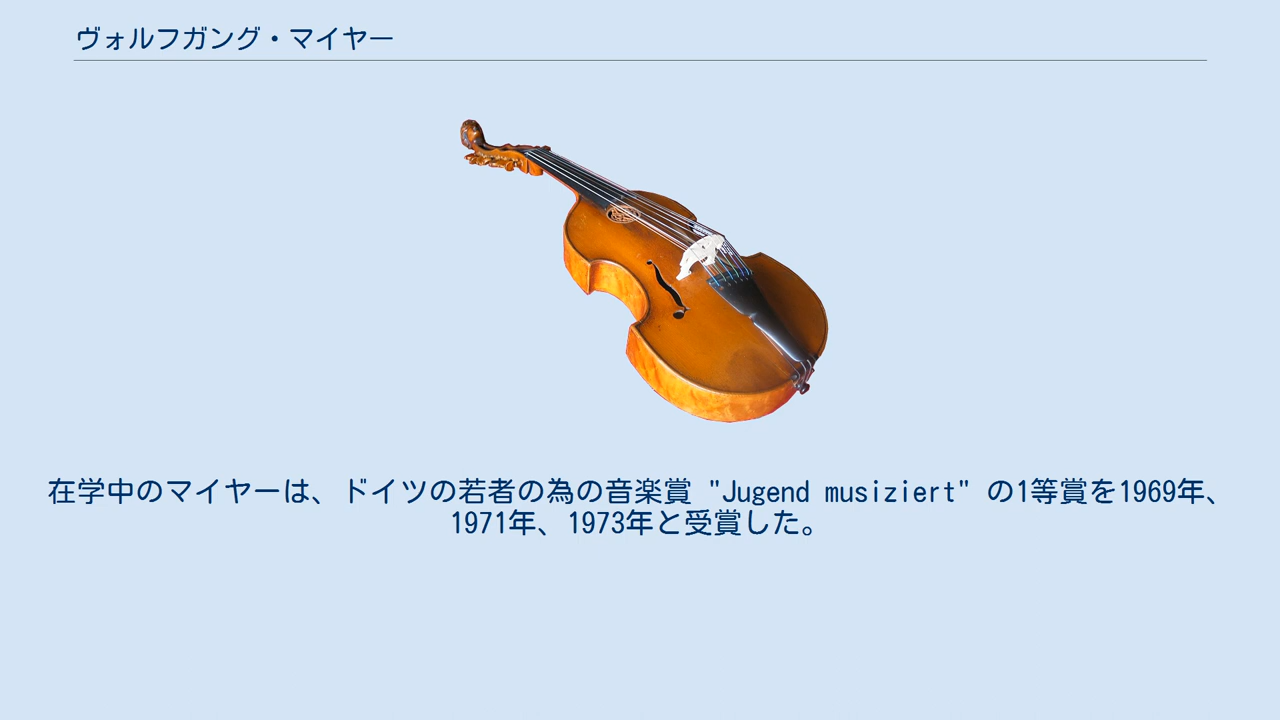 ヴォルフガング・マイヤー
在学中のマイヤーは、ドイツの若者の為の音楽賞 "Jugend musiziert" の1等賞を1969年、
1971年、1973年と受賞した。